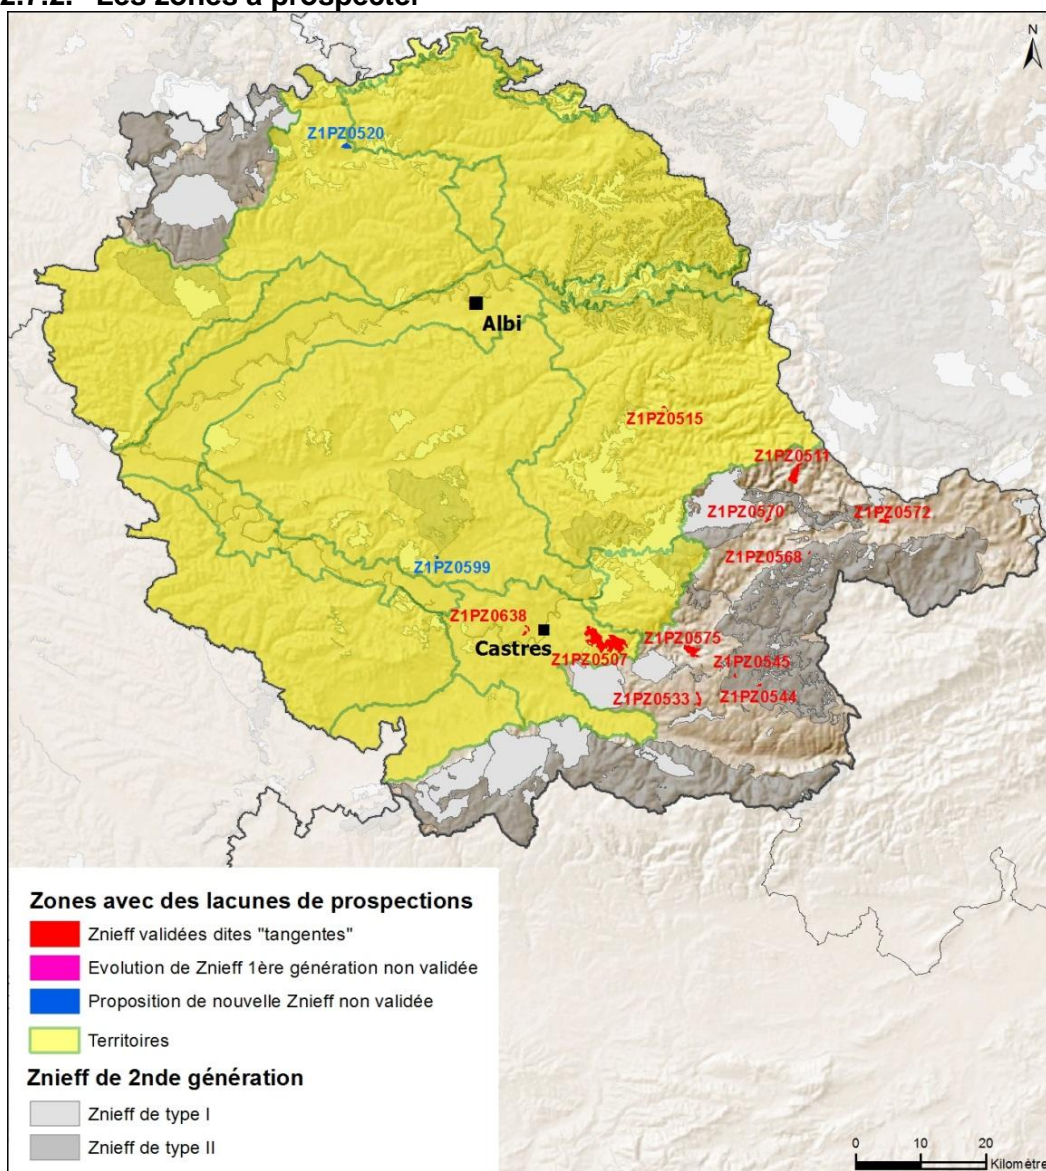 2.7.2. Les zones à prospecter
N
Z1PZ0520
Albi
Z1PZ0515
Z1PZ0511
Z1PZ0570
Z1PZ0572
Z1PZ0568
Z1PZ0599
Z1PZ0638
Castres
Z1PZ0575
Z1PZ0507
Z1PZ0545
Z1PZ0533
Z1PZ0544
Zones avec des lacunes de prospections
Znieff validées dites "tangentes"
Evolution de Znieff 1ère génération non validée
Proposition de nouvelle Znieff non validée
Territoires
Znieff de 2nde génération
Znieff de type I
Znieff de type II
0 10 20
Kilomètre